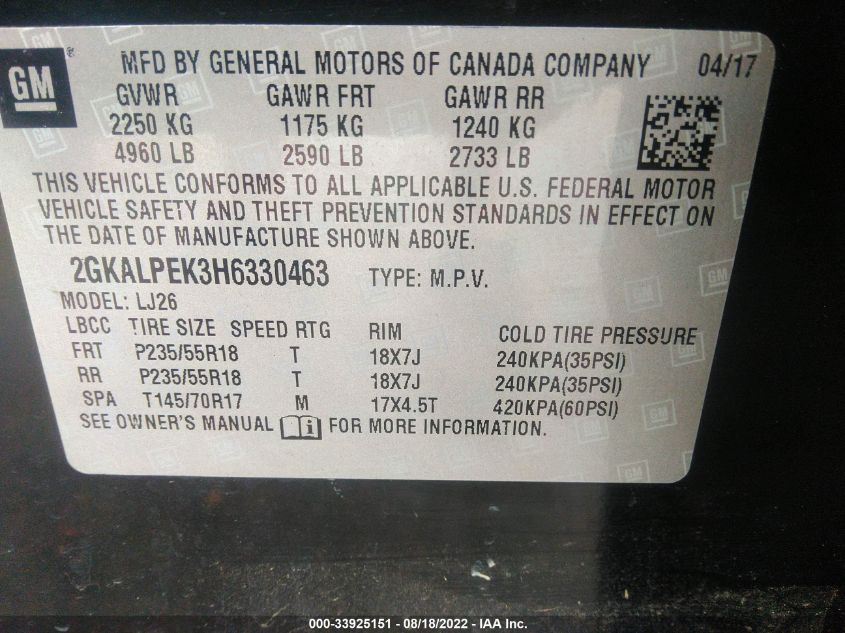 GM ® MFD BY GENERAL MOTORS OF CANADA COMPANY 04/17
GVWR GAWR FRT GAWR RR
2250 KG 1175 KG 1240 KG
4960 LB 2590 LB 2733 LB
THIS VEHICLE CONFORMS TO ALL APPLICABLE U.S. FEDERAL MOTOR
VEHICLE SAFETY AND THEFT PREVENTION STANDARDS IN EFFECT ON
THE DATE OF MANUFACTURE SHOWN ABOVE.
2GKALPEK3H6330463 TYPE: M.P.V.
MODEL: LJ26
LBCC TIRE SIZE SPEED RTG RIM COLD TIRE PRESSURE
FRT P235/55R18 T 18X7J 240KPA(35PSI)
RR P235/55R18 T 18X7J 240KPA(35PSI)
SPA T145/70R17 M 17X4.5T 420KPA(60PSI)
SEE OWNER'S MANUAL i FOR MORE INFORMATION.
000-33925151 - 08/18/2022 - IAA Inc.